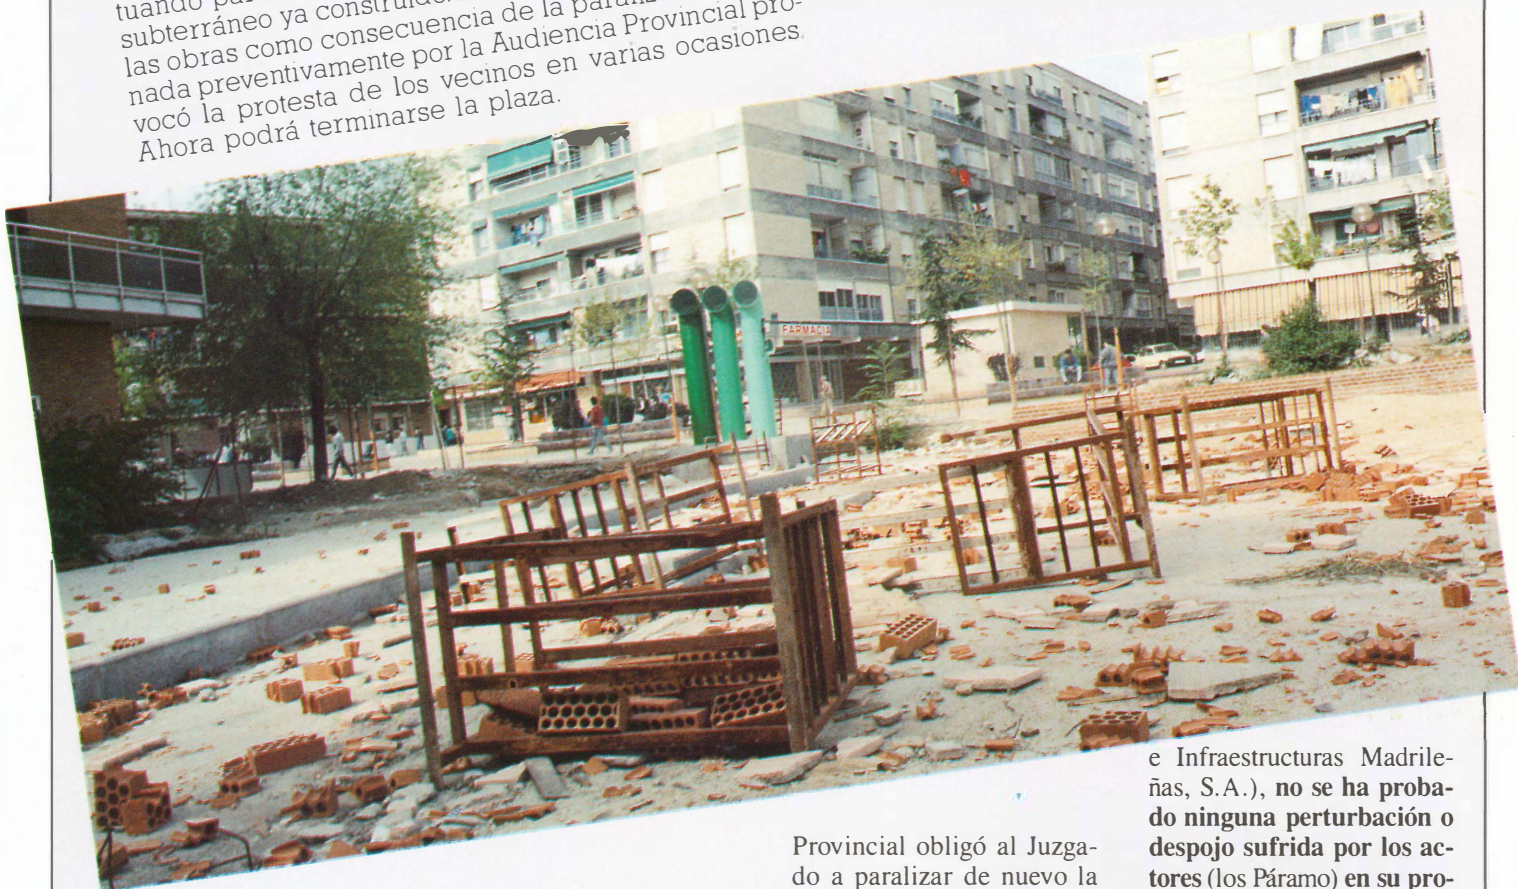 subterráneo ya construido.
las obras como consecuencia de la
nada preventivamente por la Audiencia Provincial pro-
vocó la protesta de los vecinos en varias ocasiones.
Ahora podrá terminarse la plaza.
FARMACIA
Provincial obligó al Juzga-
do a paralizar de nuevo la
e Infraestructuras Madrile-
ñas, S.A.), no se ha proba-
do ninguna perturbación o
despojo sufrida por los ac-
tores (los Páramo) en su pro-